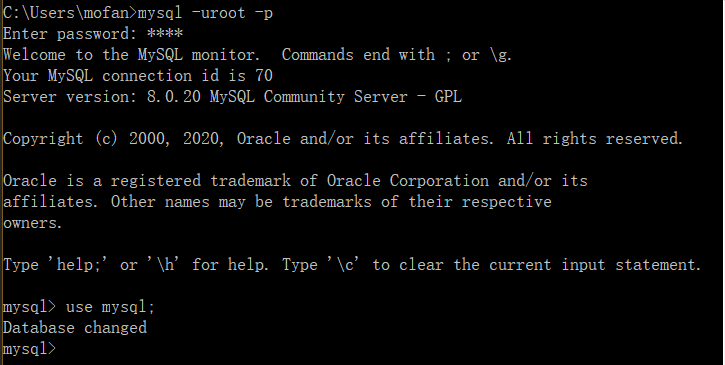 C:\Users\mofan>mysql -uroot -p
Enter password: ****
Welcome to the MySQL monitor.  Commands end with ; or \g.
Your MySQL connection id is 70
Server version: 8.0.20 MySQL Community Server - GPL
Copyright (c) 2000, 2020, Oracle and/or its affiliates. All rights reserved.
Oracle is a registered trademark of Oracle Corporation and/or its
affiliates. Other names may be trademarks of their respective
owners.
Type 'help;' or '\h' for help. Type '\c' to clear the current input statement.
mysql> use mysql;
Database changed
mysql>